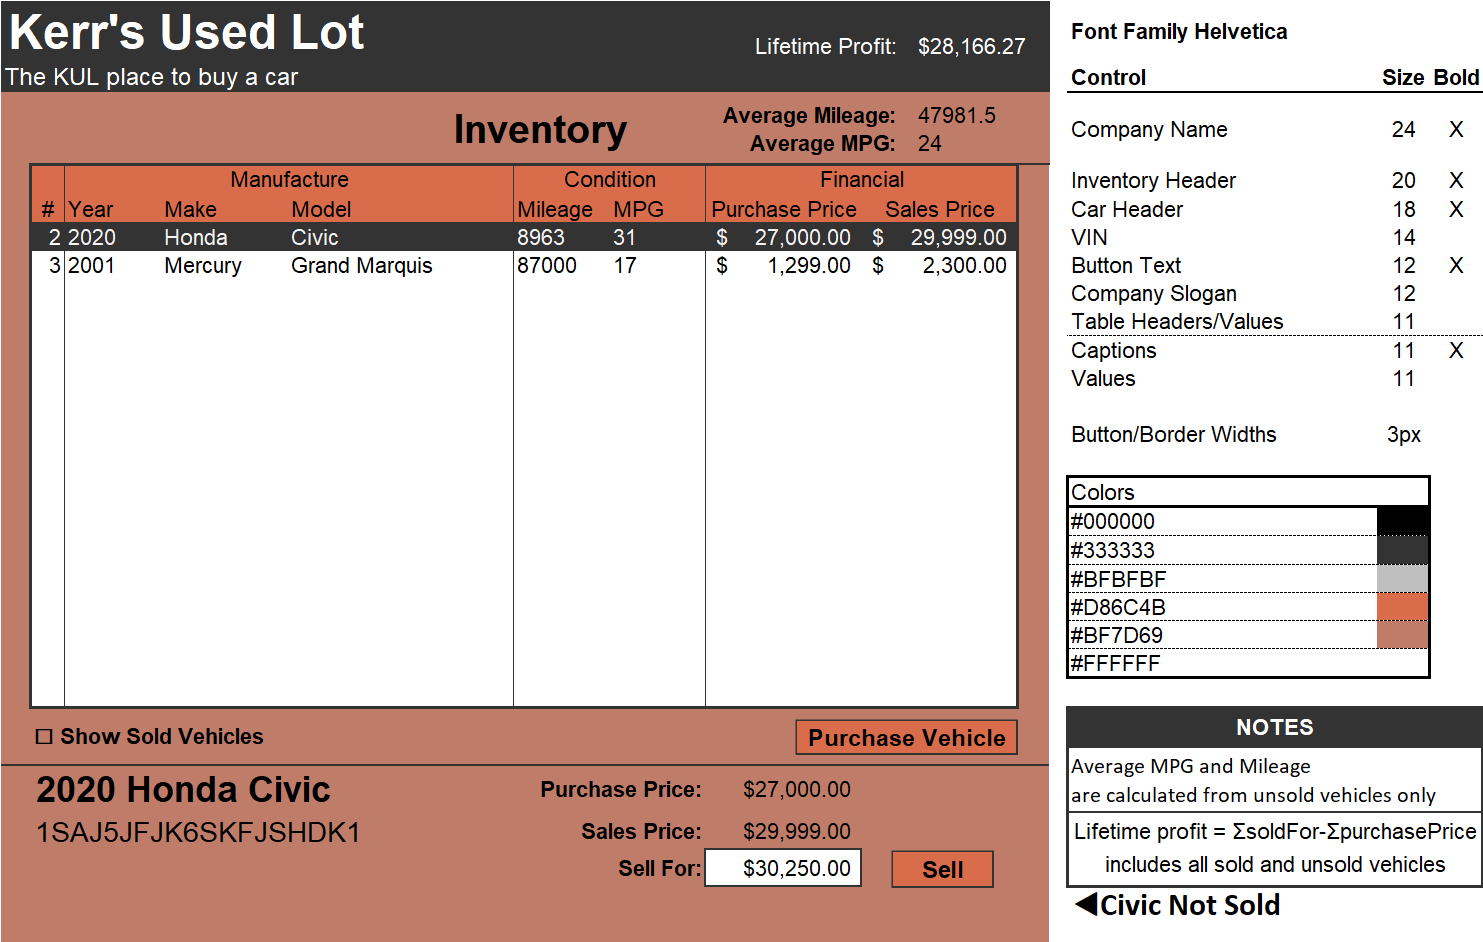 Kerr's Used Lot
The KUL place to buy a car
Lifetime Profit: $28,166.27
Inventory
Average Mileage: 47981.5
Average MPG: 24
Manufacture Condition Financial
# Year Make Model Mileage MPG Purchase Price Sales Price
2 2020 Honda Civic 8963 31 $ 27,000.00 $ 29,999.00
3 2001 Mercury Grand Marquis 87000 17 $ 1,299.00 $ 2,300.00
Show Sold Vehicles
Purchase Vehicle
2020 Honda Civic
1SAJ5JFJK6SKFJSHDK1
Purchase Price: $27,000.00
Sales Price: $29,999.00
Sell For: $30,250.00
Sell
Font Family Helvetica
Control Size Bold
Company Name 24 X
Inventory Header 20 X
Car Header 18 X
VIN 14
Button Text 12 X
Company Slogan 12
Table Headers/Values 11
Captions 11 X
Values 11
Button/Border Widths 3px
Colors
#000000
#333333
#BFBFBF
#D86C4B
#BF7D69
#FFFFFF
NOTES
Average MPG and Mileage
are calculated from unsold vehicles only
Lifetime profit = ΣsoldFor-ΣpurchasePrice
includes all sold and unsold vehicles
◀Civic Not Sold